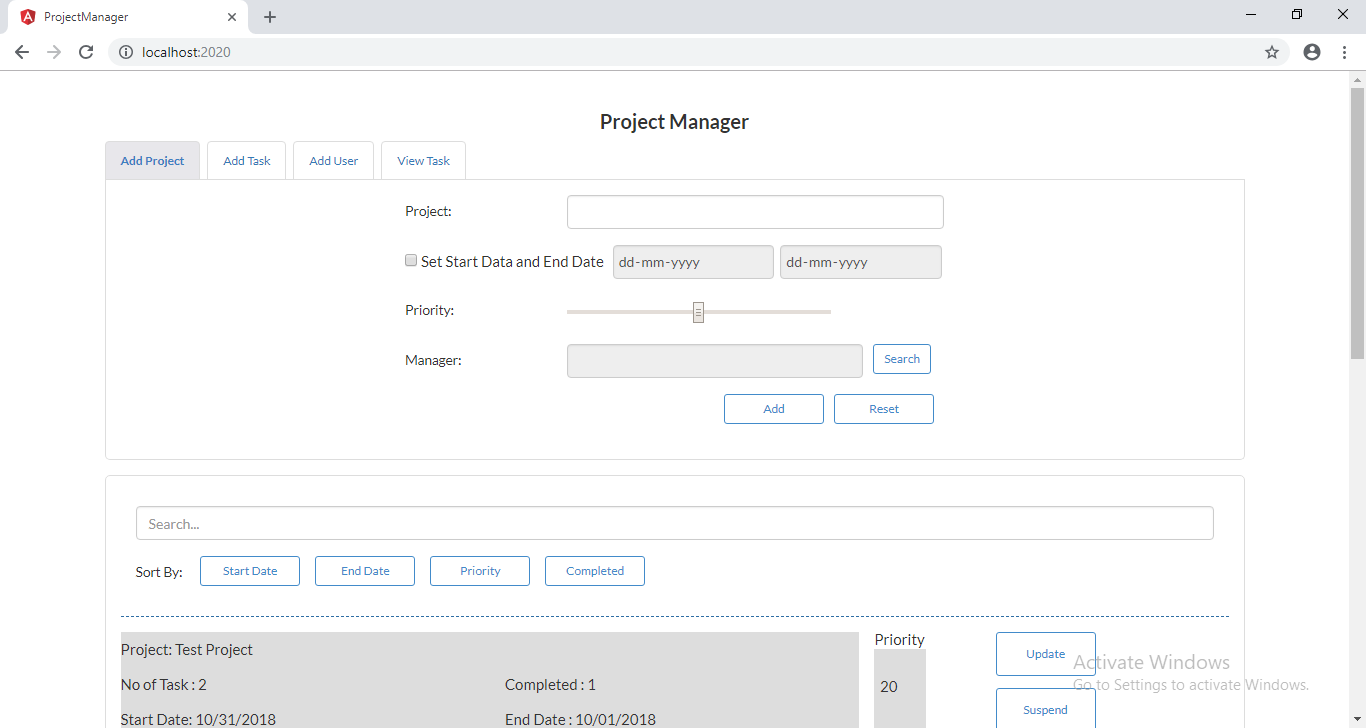 ProjectManager
localhost:2020
Project Manager
Add Project Add Task Add User View Task
Project:
Set Start Data and End Date dd-mm-yyyy dd-mm-yyyy
Priority:
Manager: Search
Add Reset
Search...
Sort By: Start Date End Date Priority Completed
Project: Test Project Priority Update
No of Task : 2 Completed : 1 20
Start Date: 10/31/2018 End Date : 10/01/2018 Suspend
Activate Windows
Go to Settings to activate Windows.